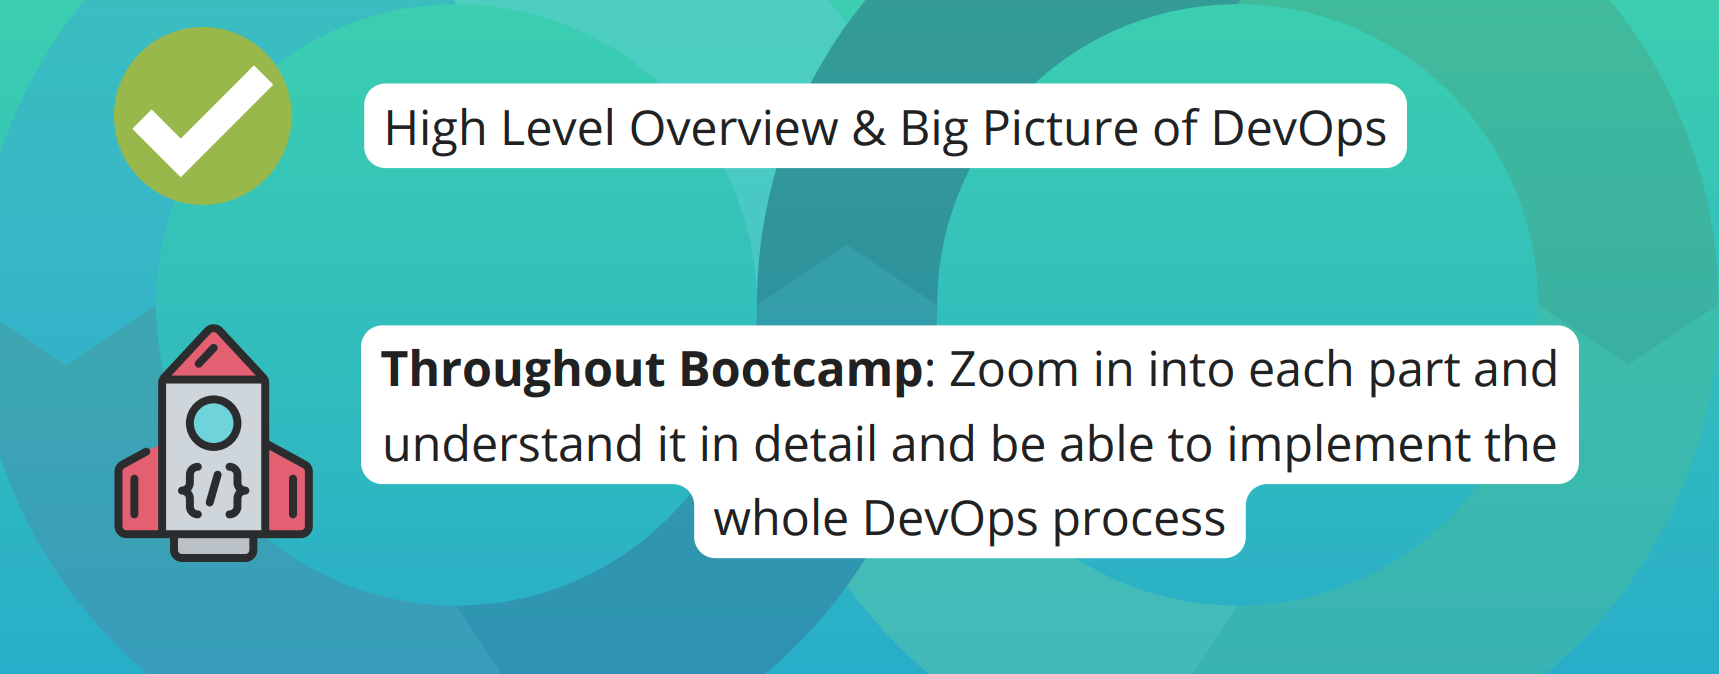 High Level Overview & Big Picture of DevOps
Throughout Bootcamp: Zoom in into each part and
understand it in detail and be able to implement the
whole DevOps process
{/}